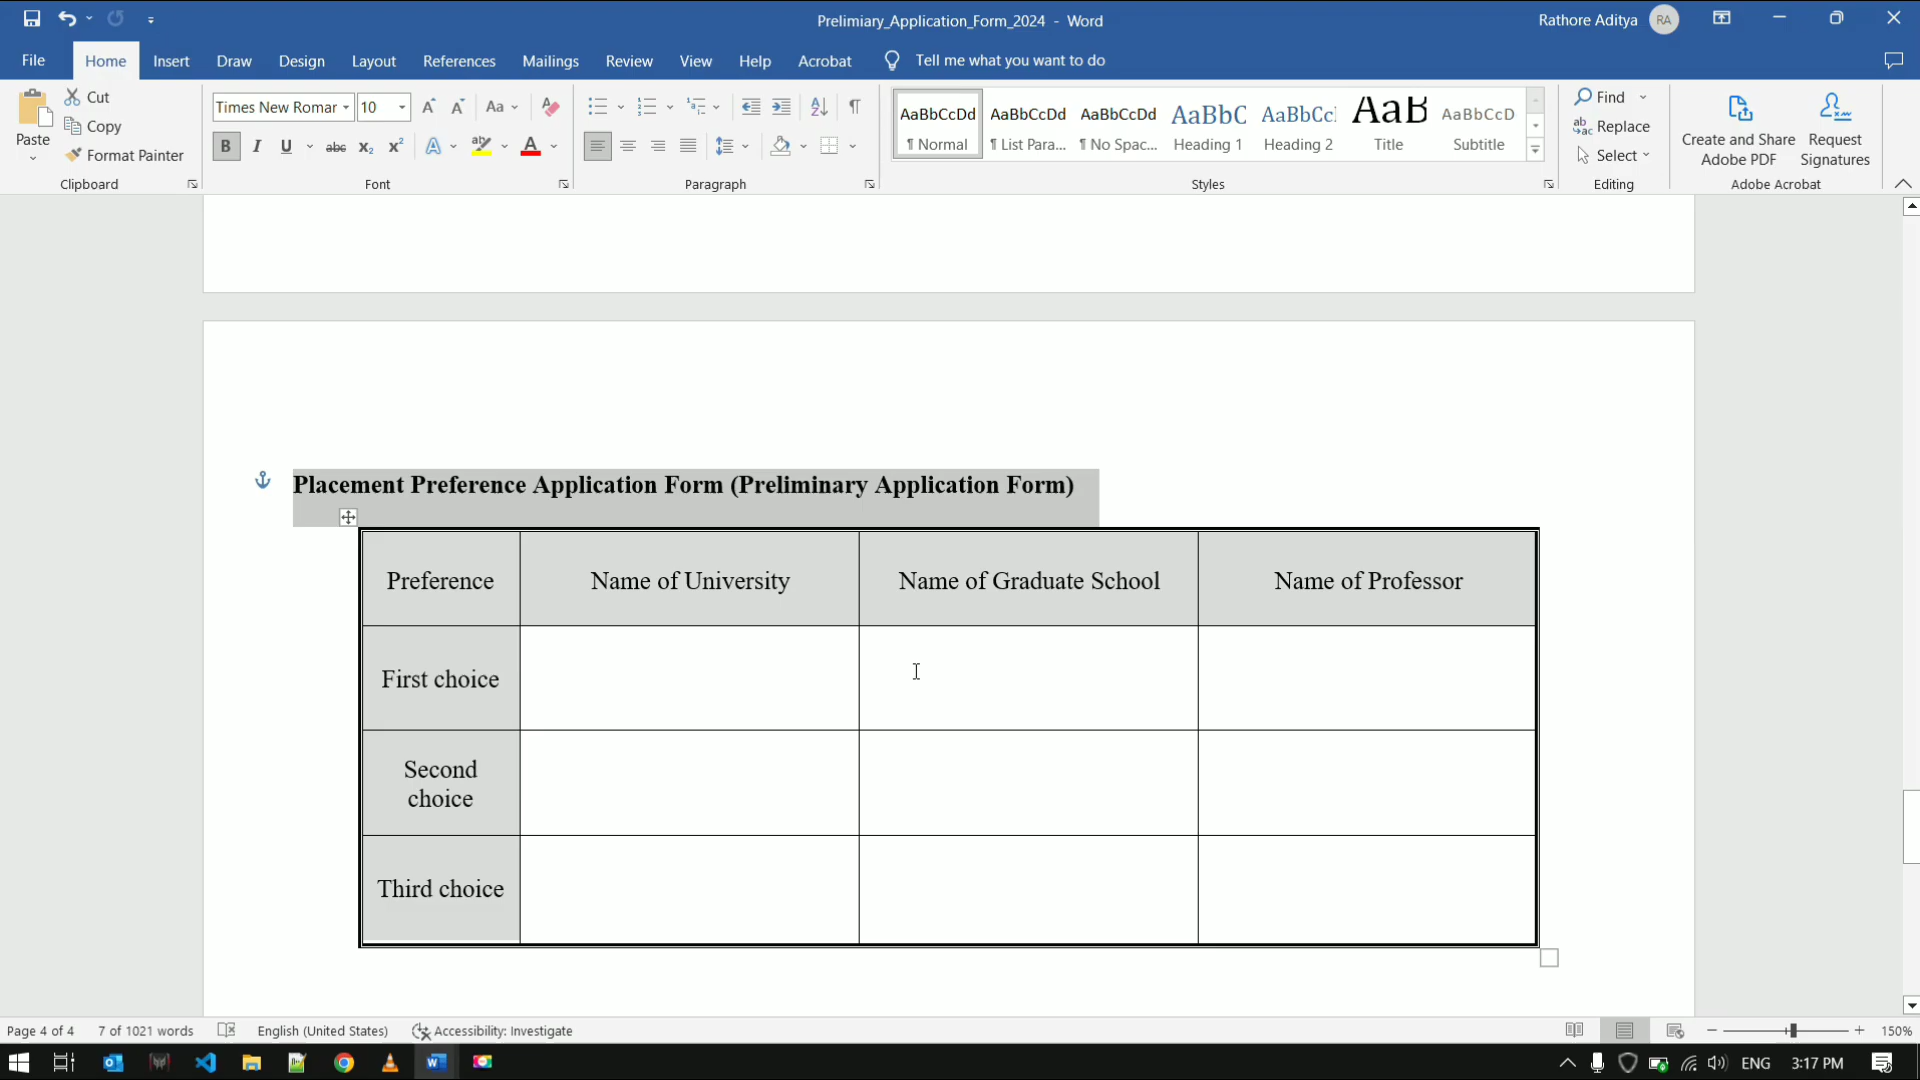 Prelimiary_Application_Form_2024 - Word
Rathore Aditya
RA
File
Home
Insert
Draw
Design
Layout
References
Mailings
Review
View
Help
Acrobat
Tell me what you want to do
Paste
Cut
Copy
Format Painter
Clipboard
Times New Romar
10
Aa
B
I
U
abc
x₂
x²
A
Font
Paragraph
AaBbCcDd
¶ Normal
AaBbCcDd
¶ List Para...
AaBbCcDd
¶ No Spac...
AaBbC
Heading 1
AaBbCc
Heading 2
AaB
Title
AaBbCcD
Subtitle
Styles
Find
Replace
Select
Editing
Create and Share
Adobe PDF
Request
Signatures
Adobe Acrobat
Placement Preference Application Form (Preliminary Application Form)
Preference
Name of University
Name of Graduate School
Name of Professor
First choice
Second
choice
Third choice
Page 4 of 4
7 of 1021 words
English (United States)
Accessibility: Investigate
150%
ENG
3:17 PM